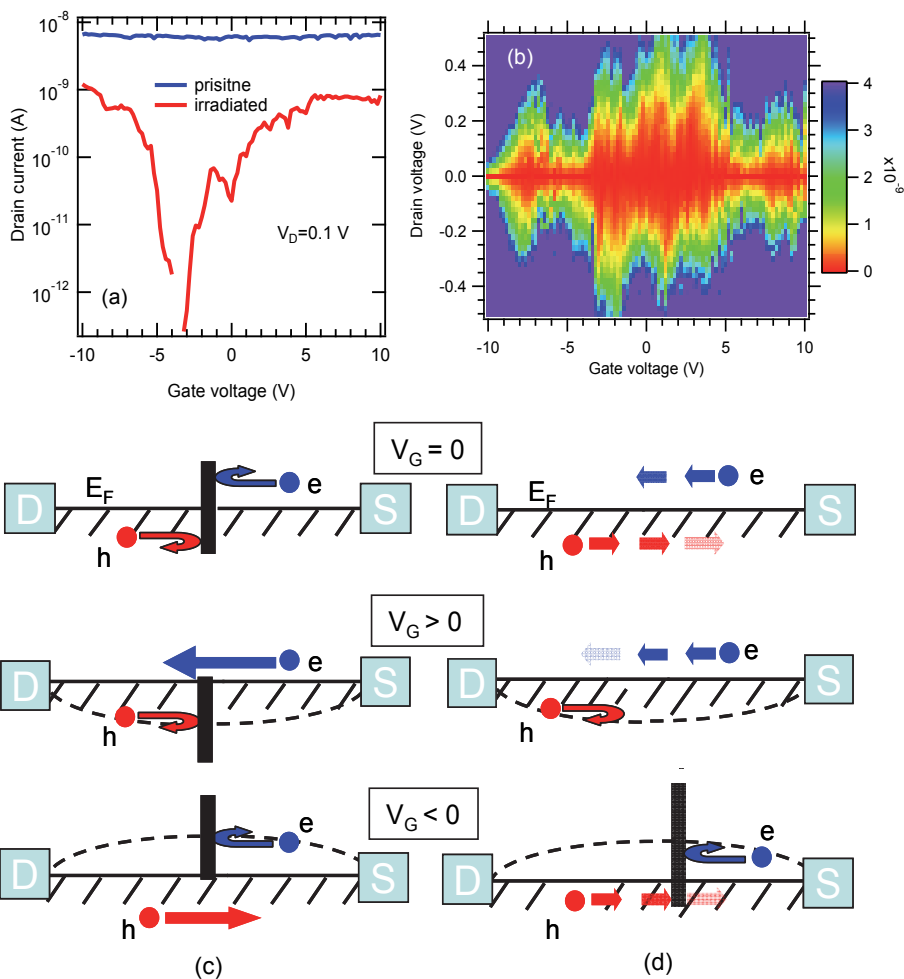 (a)
10⁻⁸
10⁻⁹
10⁻¹⁰
10⁻¹¹
10⁻¹²
Drain current (A)
prisitne
irradiated
V_D=0.1 V
-10 -5 0 5 10
Gate voltage (V)
(b)
0.4
0.2
0.0
-0.2
-0.4
Drain voltage (V)
-10 -5 0 5 10
Gate voltage (V)
4
3
2
1
0
x10⁻⁹
V_G = 0
D E_F e S
h
D E_F e S
h
V_G > 0
D e S
h
D e S
h
V_G < 0
D e S
h
D e S
h
(c) (d)